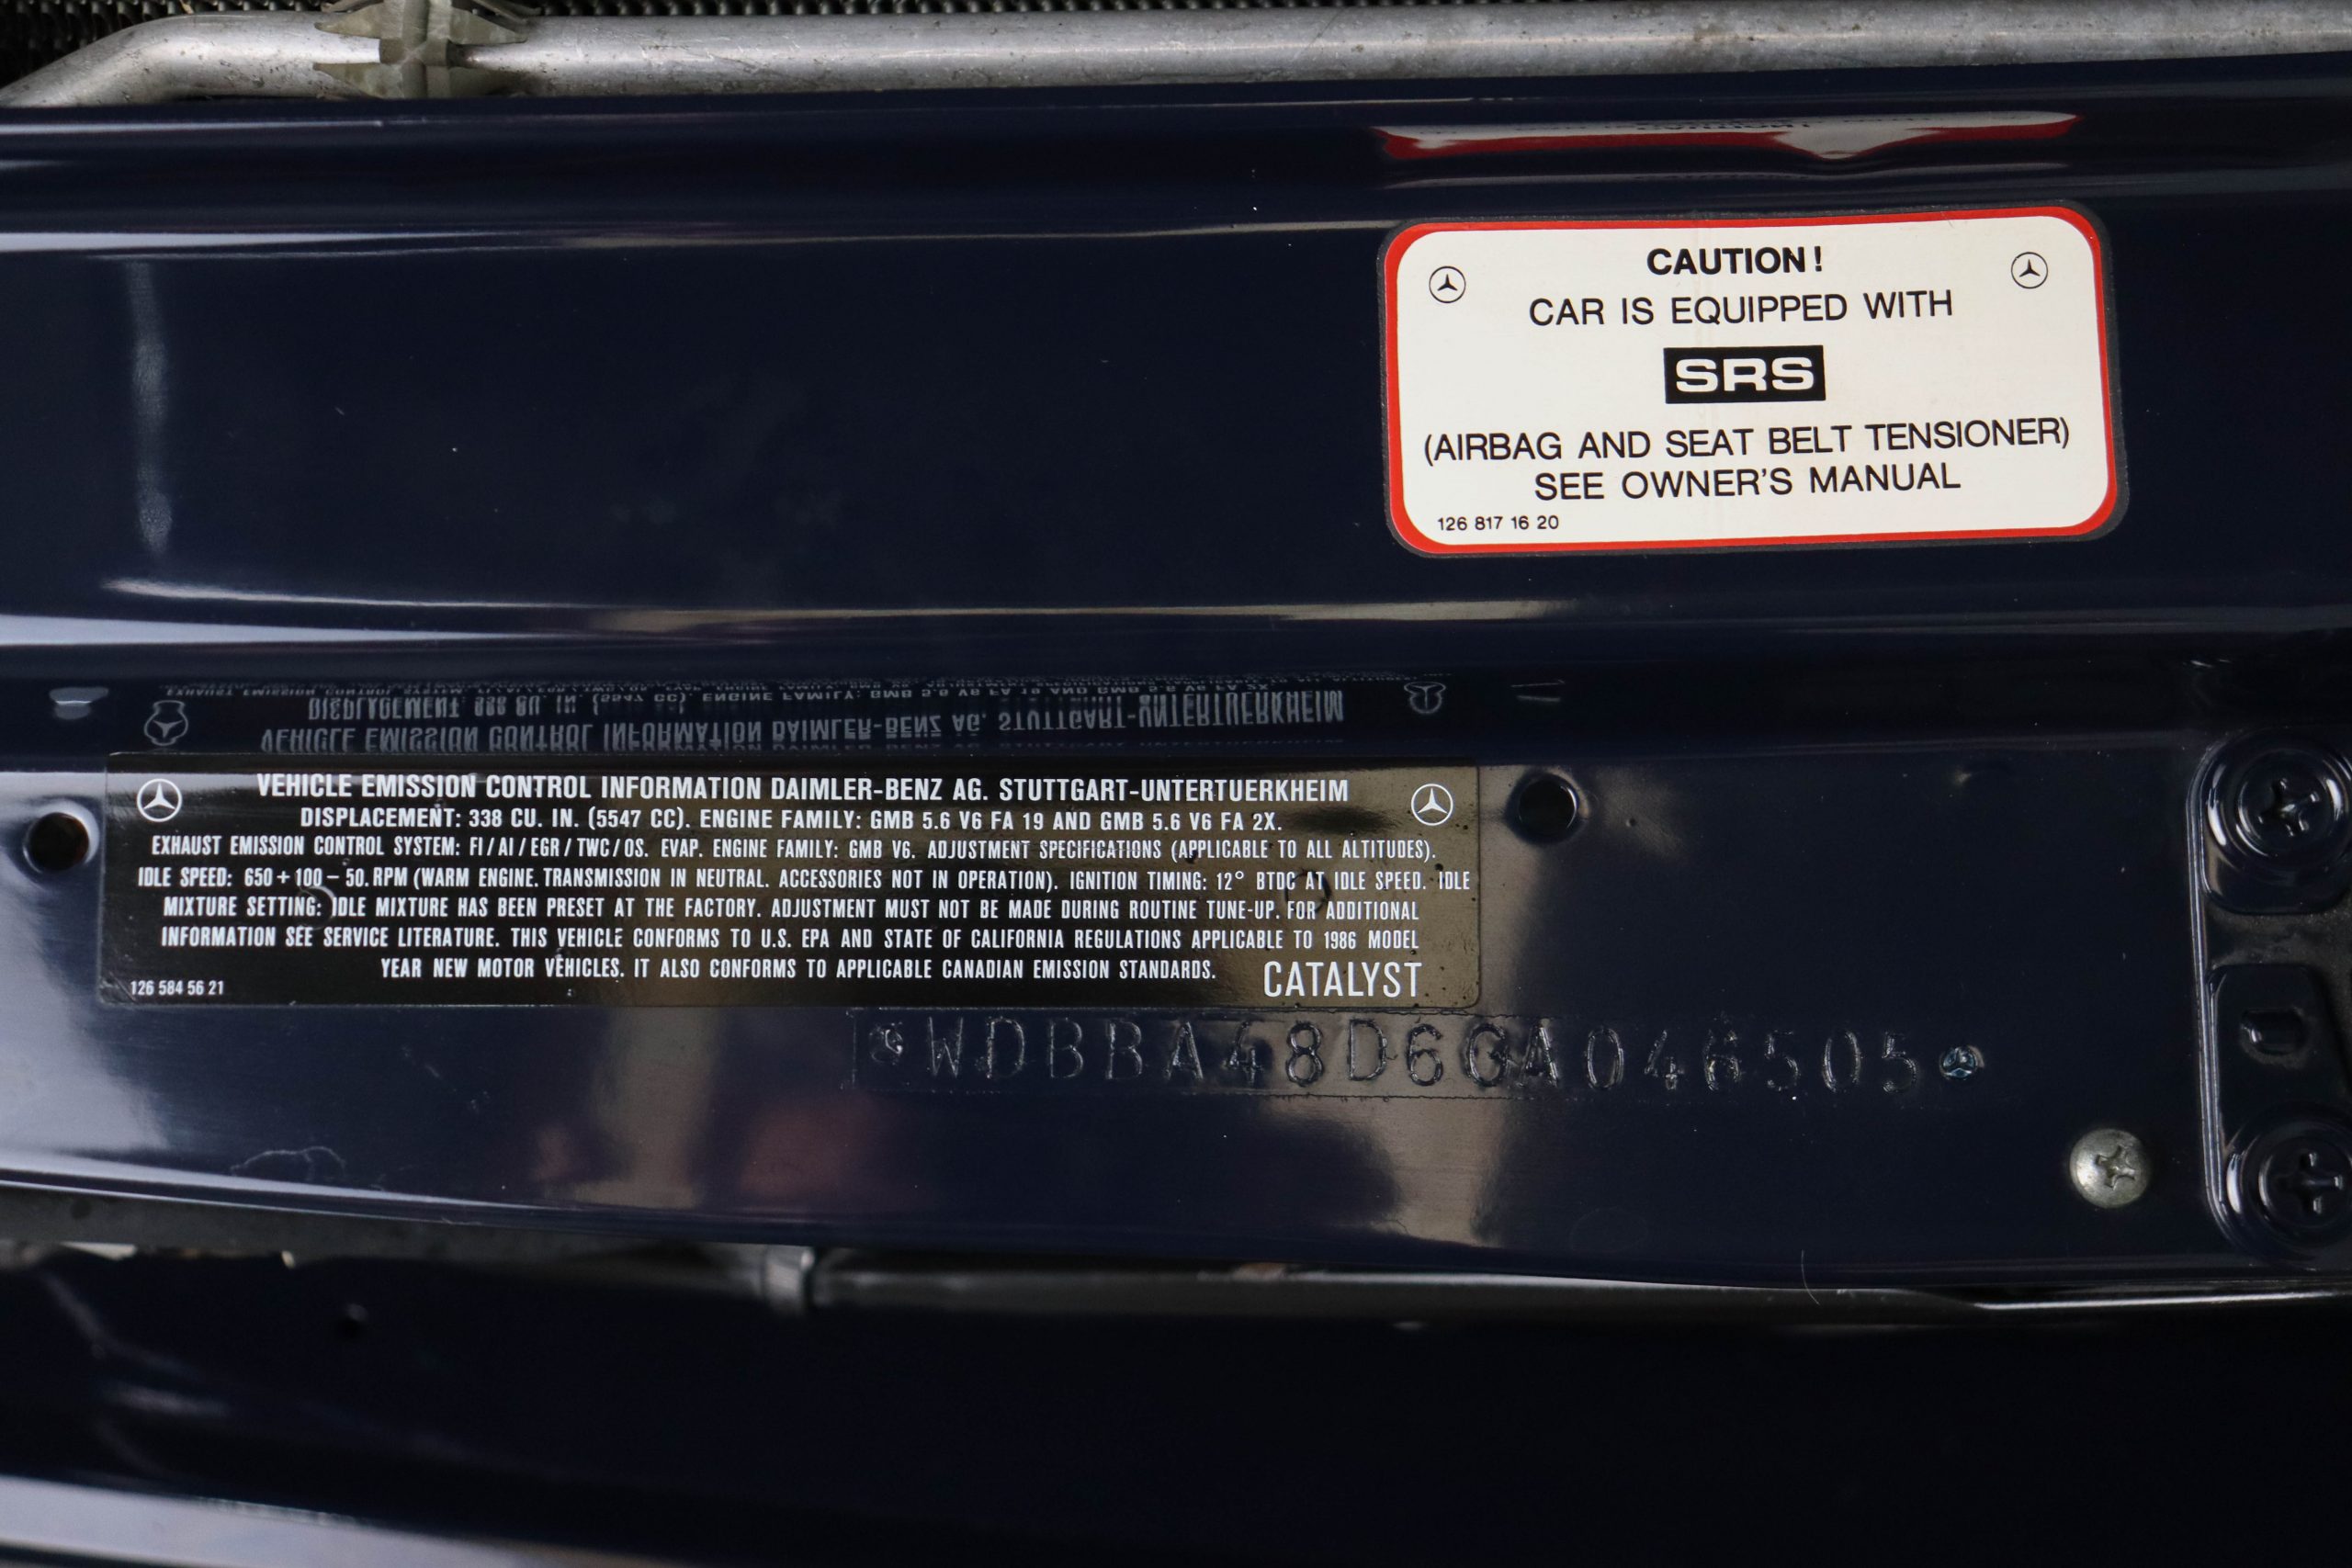 CAUTION!
CAR IS EQUIPPED WITH
SRS
(AIRBAG AND SEAT BELT TENSIONER)
SEE OWNER'S MANUAL
126 817 16 20
VEHICLE EMISSION CONTROL INFORMATION DAIMLER-BENZ AG. STUTTGART-UNTERTUERKHEIM
DISPLACEMENT: 338 CU. IN. (5547 CC). ENGINE FAMILY: GMB 5.6 V6 FA 19 AND GMB 5.6 V6 FA 2X.
EXHAUST EMISSION CONTROL SYSTEM: FI/AI/EGR/TWC/OS. EVAP. ENGINE FAMILY: GMB V6. ADJUSTMENT SPECIFICATIONS (APPLICABLE TO ALL ALTITUDES).
IDLE SPEED: 650+100-50.RPM (WARM ENGINE. TRANSMISSION IN NEUTRAL. ACCESSORIES NOT IN OPERATION). IGNITION TIMING: 12° BTDC AT IDLE SPEED. IDLE
MIXTURE SETTING: IDLE MIXTURE HAS BEEN PRESET AT THE FACTORY. ADJUSTMENT MUST NOT BE MADE DURING ROUTINE TUNE-UP. FOR ADDITIONAL
INFORMATION SEE SERVICE LITERATURE. THIS VEHICLE CONFORMS TO U.S. EPA AND STATE OF CALIFORNIA REGULATIONS APPLICABLE TO 1986 MODEL
YEAR NEW MOTOR VEHICLES. IT ALSO CONFORMS TO APPLICABLE CANADIAN EMISSION STANDARDS.
CATALYST
126 584 56 21
WDBBA48D6GA046505